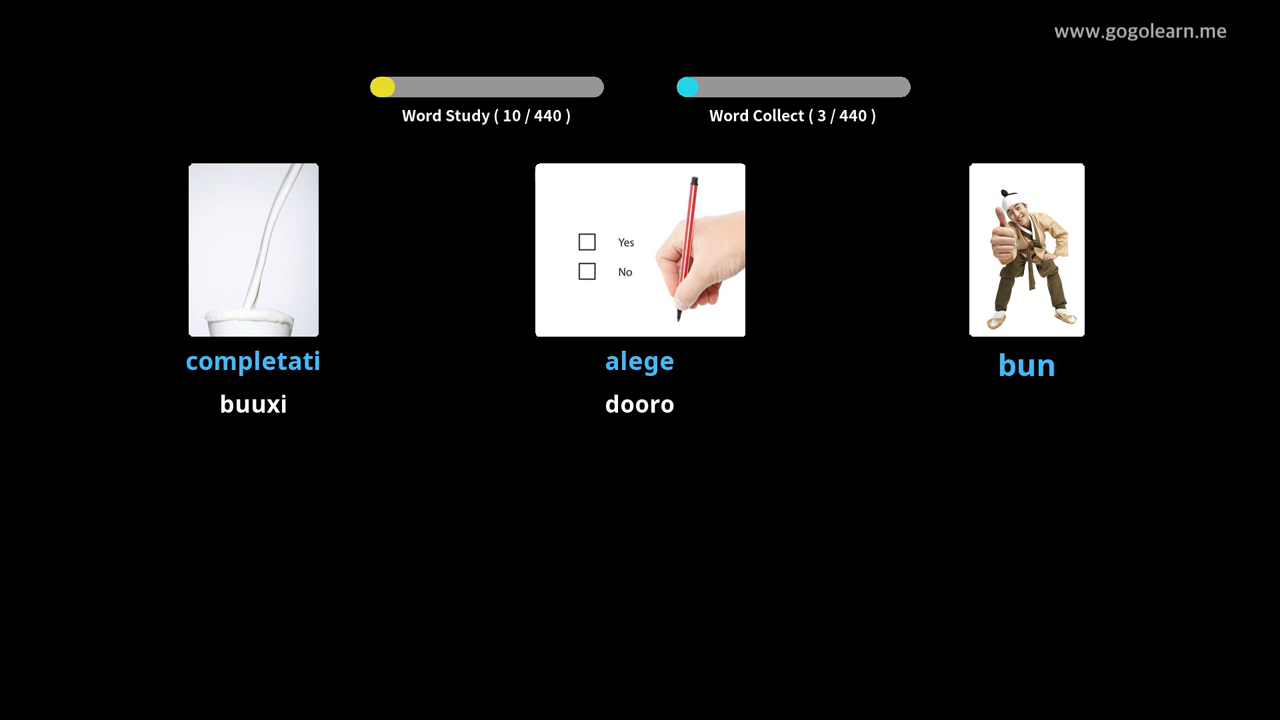 www.gogolearn.me
Word Study ( 10 / 440 )
Word Collect ( 3 / 440 )
Yes
No
completati
alege
bun
buuxi
dooro